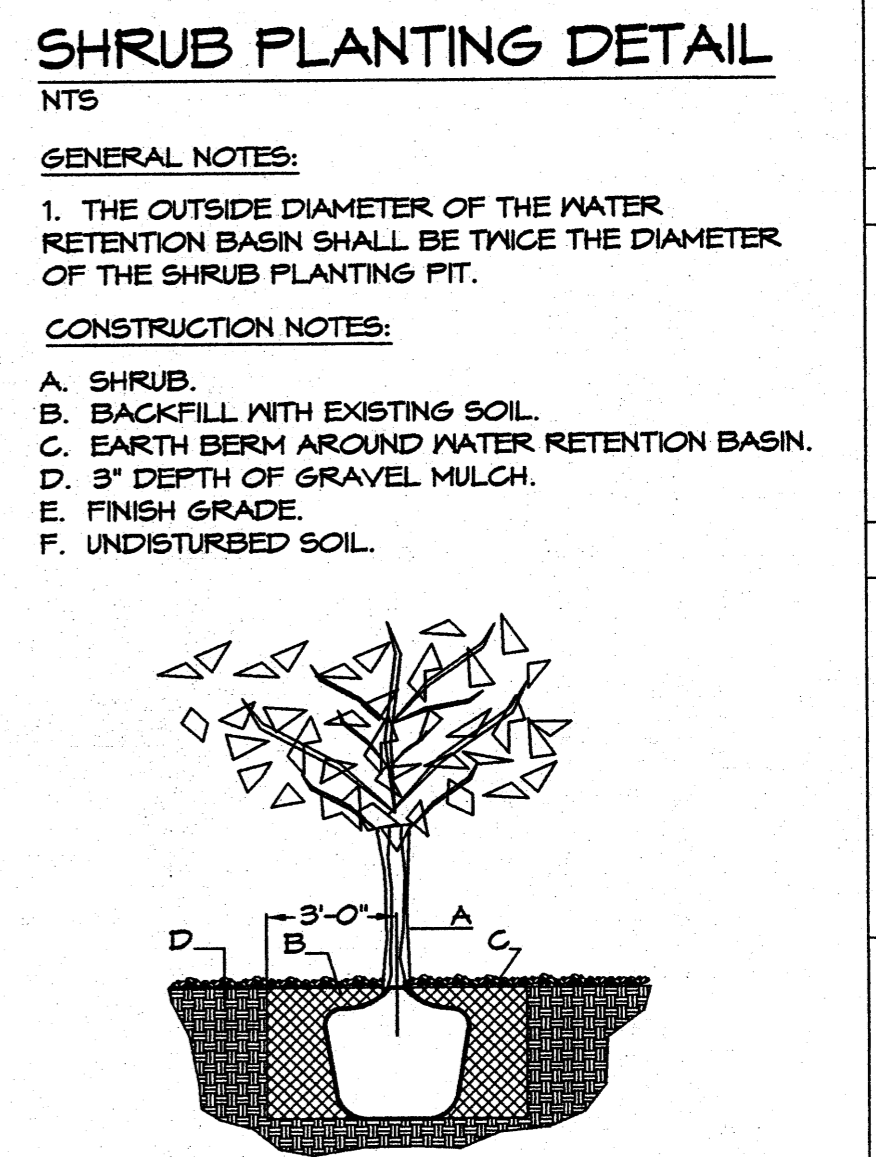 SHRUB PLANTING DETAIL
NTS
GENERAL NOTES:
1. THE OUTSIDE DIAMETER OF THE WATER
RETENTION BASIN SHALL BE TWICE THE DIAMETER
OF THE SHRUB PLANTING PIT.
CONSTRUCTION NOTES:
A. SHRUB.
B. BACKFILL WITH EXISTING SOIL.
C. EARTH BERM AROUND WATER RETENTION BASIN.
D. 3" DEPTH OF GRAVEL MULCH.
E. FINISH GRADE.
F. UNDISTURBED SOIL.
3'-0"
A
D
B
C